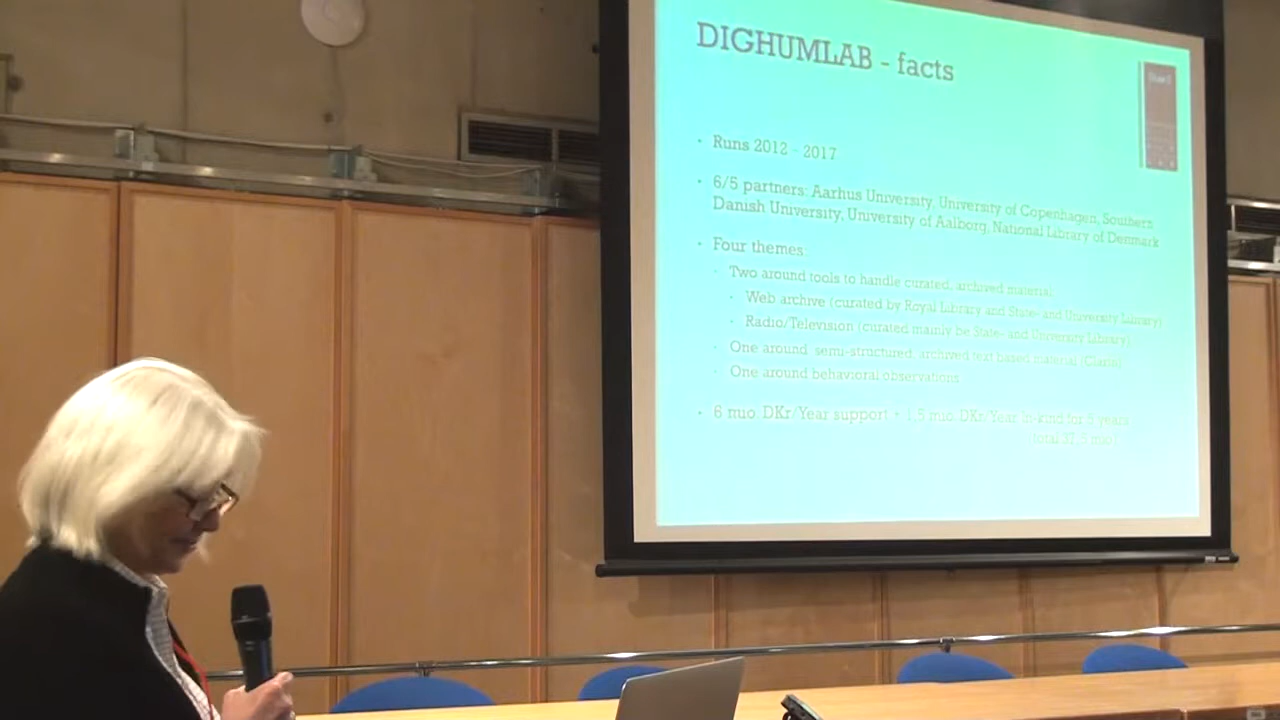 DIGHUMLAB - facts
Runs 2012 - 2017
6/5 partners: Aarhus University, University of Copenhagen, Southern
Danish University, University of Aalborg, National Library of Denmark
Four themes
Two around tools to handle curated, archived material:
Web archive (curated by Royal Library and State- and University Library)
Radio/Television (curated mainly be State- and University Library)
One around semi-structured, archived text based material (Clarin)
One around behavioral observations
6 mio. DKr/Year support + 1,5 mio. DKr/Year in-kind for 5 years
total 37,5 mio